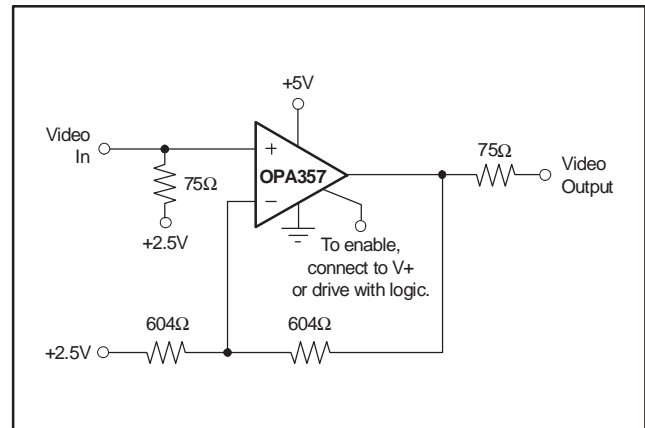 +5V
Video
In
+
75Ω
OPA357
75Ω
Video
Output
−
+2.5V
To enable,
connect to V+
or drive with logic.
604Ω
604Ω
+2.5V